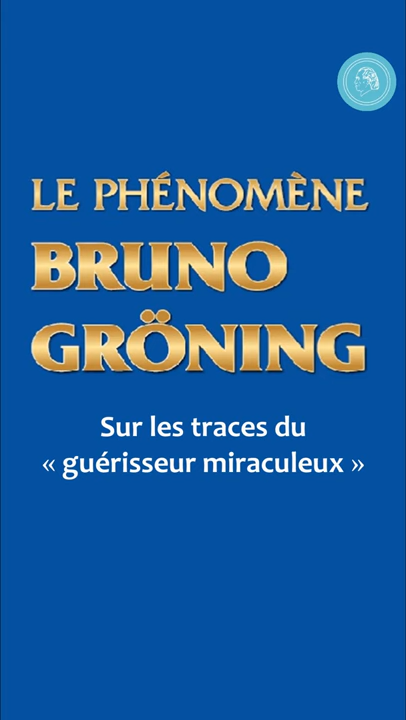 LE PHÉNOMÈNE
BRUNO
GRÖNING
Sur les traces du
« guérisseur miraculeux »